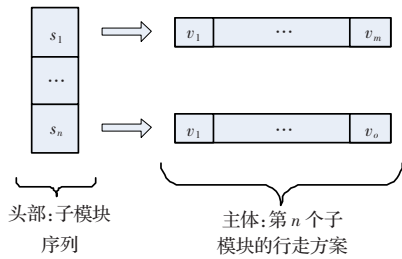 s1
v1 … vm
…
sn
v1 … vo
头部:子模块
序列
主体:第 n 个子
模块的行走方案